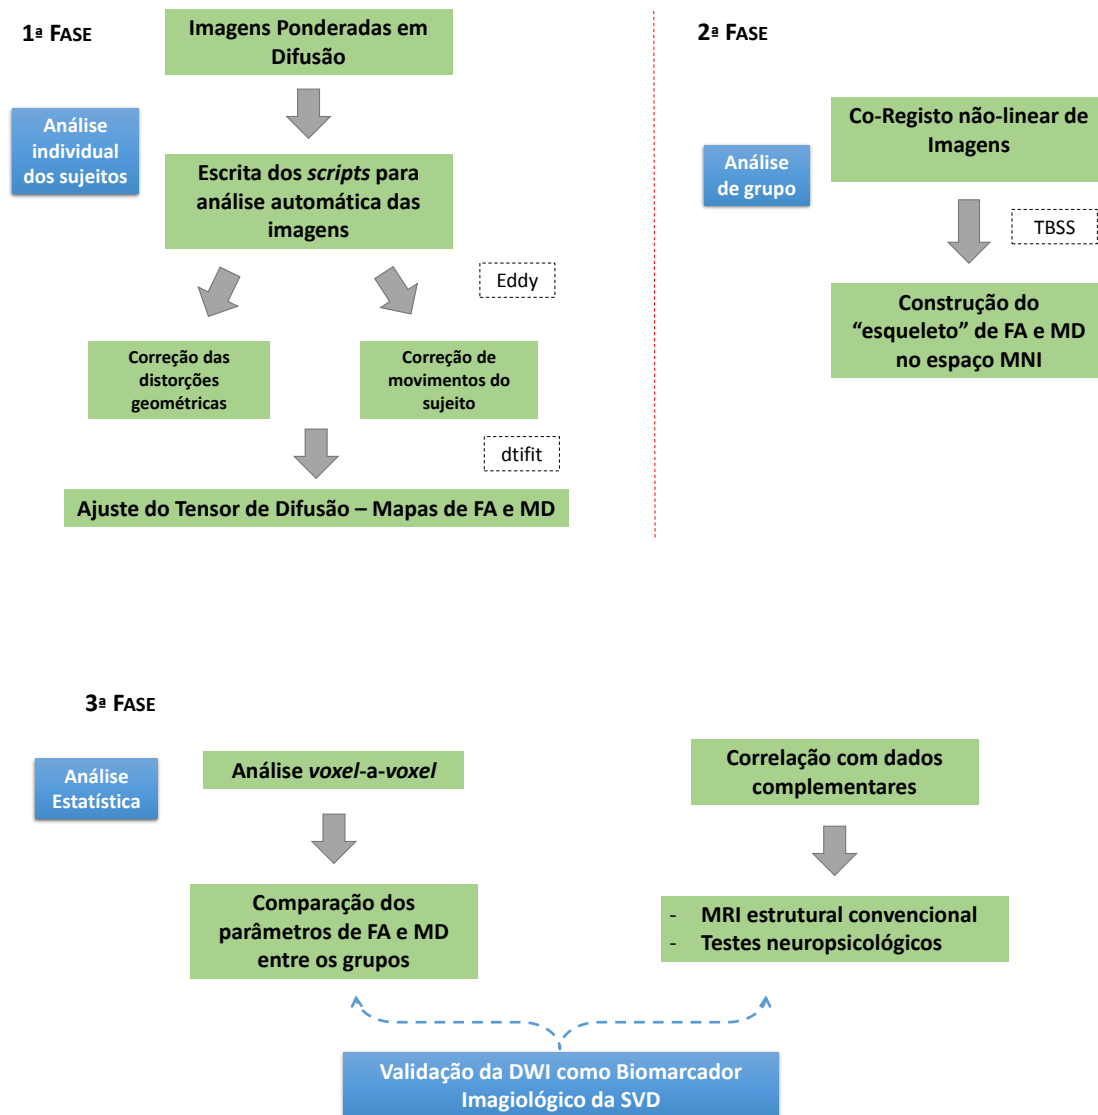 1ª FASE
Imagens Ponderadas em
Difusão
Análise
individual
dos sujeitos
Escrita dos scripts para
análise automática das
imagens
Eddy
Correção das
distorções
geométricas
Correção de
movimentos do
sujeito
dtifit
Ajuste do Tensor de Difusão – Mapas de FA e MD
2ª FASE
Co-Registo não-linear de
Imagens
Análise
de grupo
TBSS
Construção do
“esqueleto” de FA e MD
no espaço MNI
3ª FASE
Análise
Estatística
Análise voxel-a-voxel
Comparação dos
parâmetros de FA e MD
entre os grupos
Correlação com dados
complementares
- MRI estrutural convencional
- Testes neuropsicológicos
Validação da DWI como Biomarcador
Imagiológico da SVD